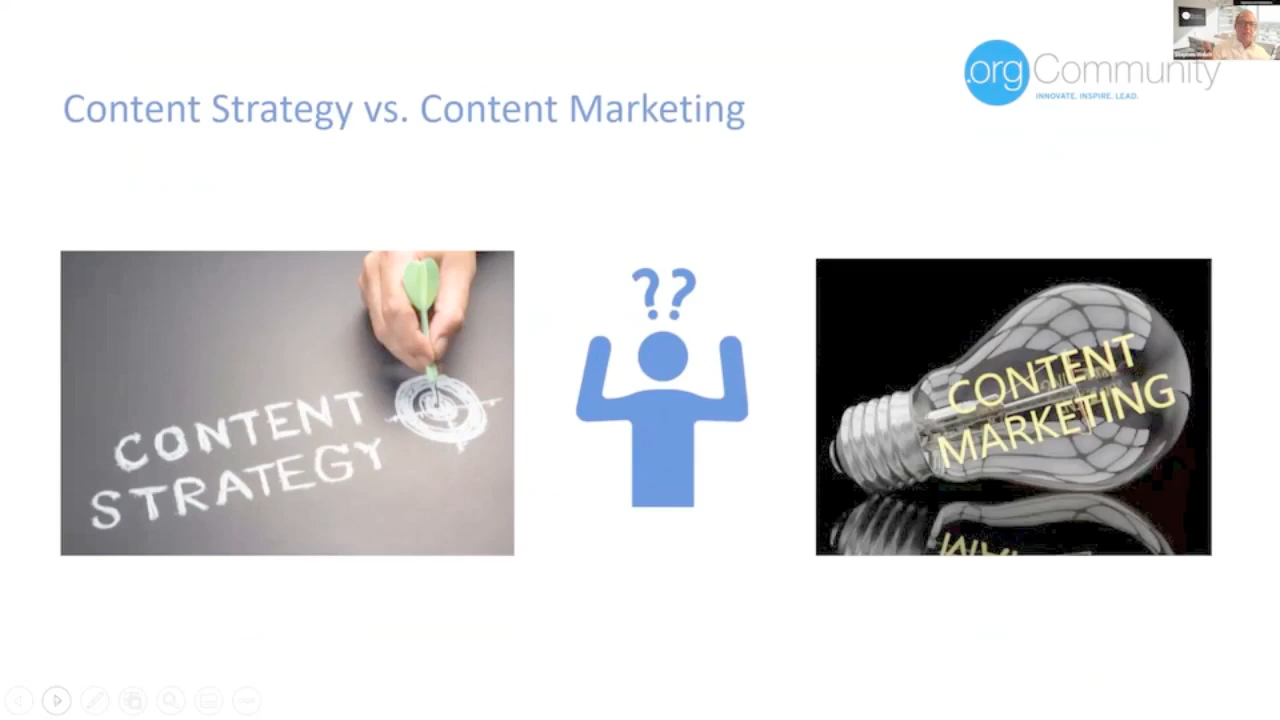 Content Strategy vs. Content Marketing
.org Community
INNOVATE. INSPIRE. LEAD.
CONTENT
STRATEGY
??
CONTENT
MARKETING